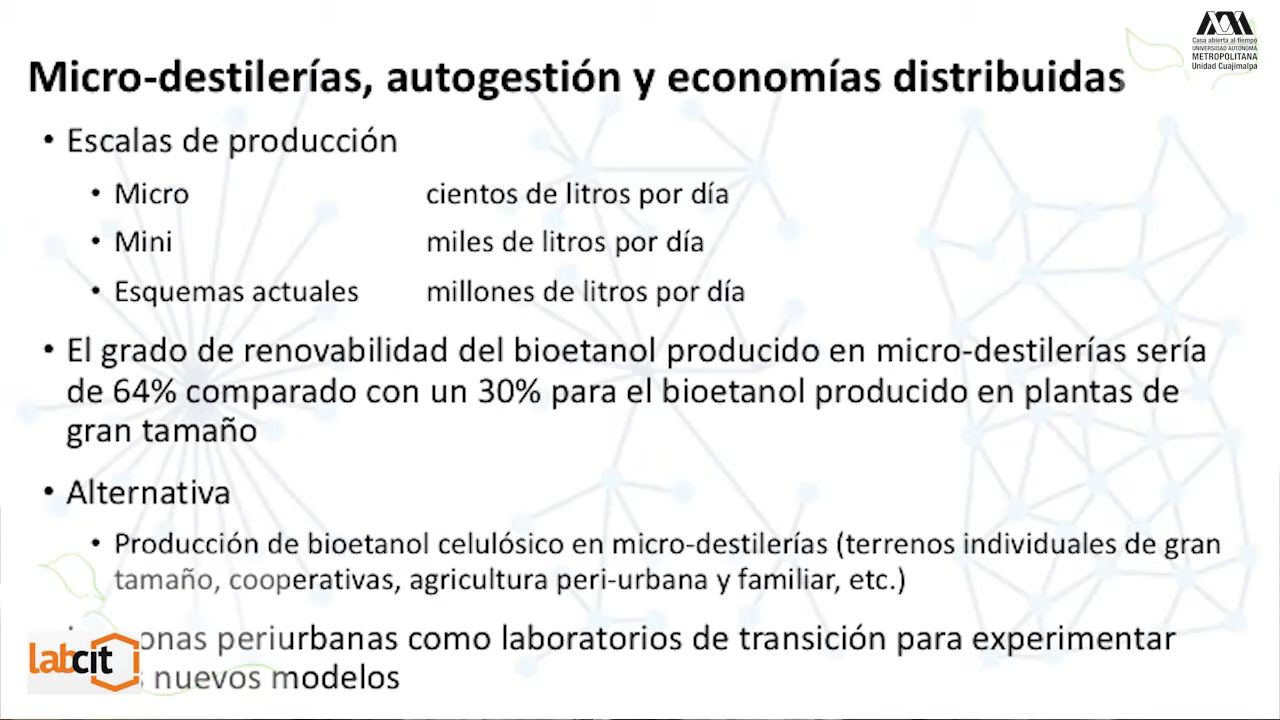 Casa abierta al tiempo
UNIVERSIDAD AUTÓNOMA
METROPOLITANA
Unidad Cuajimalpa
Micro-destilerías, autogestión y economías distribuidas
• Escalas de producción
• Micro cientos de litros por día
• Mini miles de litros por día
• Esquemas actuales millones de litros por día
• El grado de renovabilidad del bioetanol producido en micro-destilerías sería
de 64% comparado con un 30% para el bioetanol producido en plantas de
gran tamaño
• Alternativa
• Producción de bioetanol celulósico en micro-destilerías (terrenos individuales de gran
tamaño, cooperativas, agricultura peri-urbana y familiar, etc.)
periurbanas como laboratorios de transición para experimentar
nuevos modelos
labcit